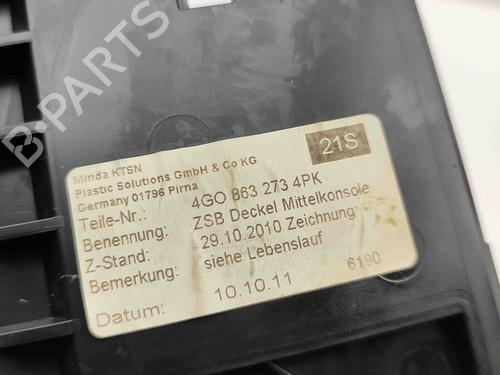 B-PARTS
Minda KTSN
Plastic Solutions GmbH & Co KG
Germany 01796 Pirna
21S
Teile-Nr.: 4GO 863 273 4PK
Benennung: ZSB Deckel Mittelkonsole
Z-Stand: 29.10.2010 Zeichnung:
Bemerkung: siehe Lebenslauf
Datum: 10.10.11 6190